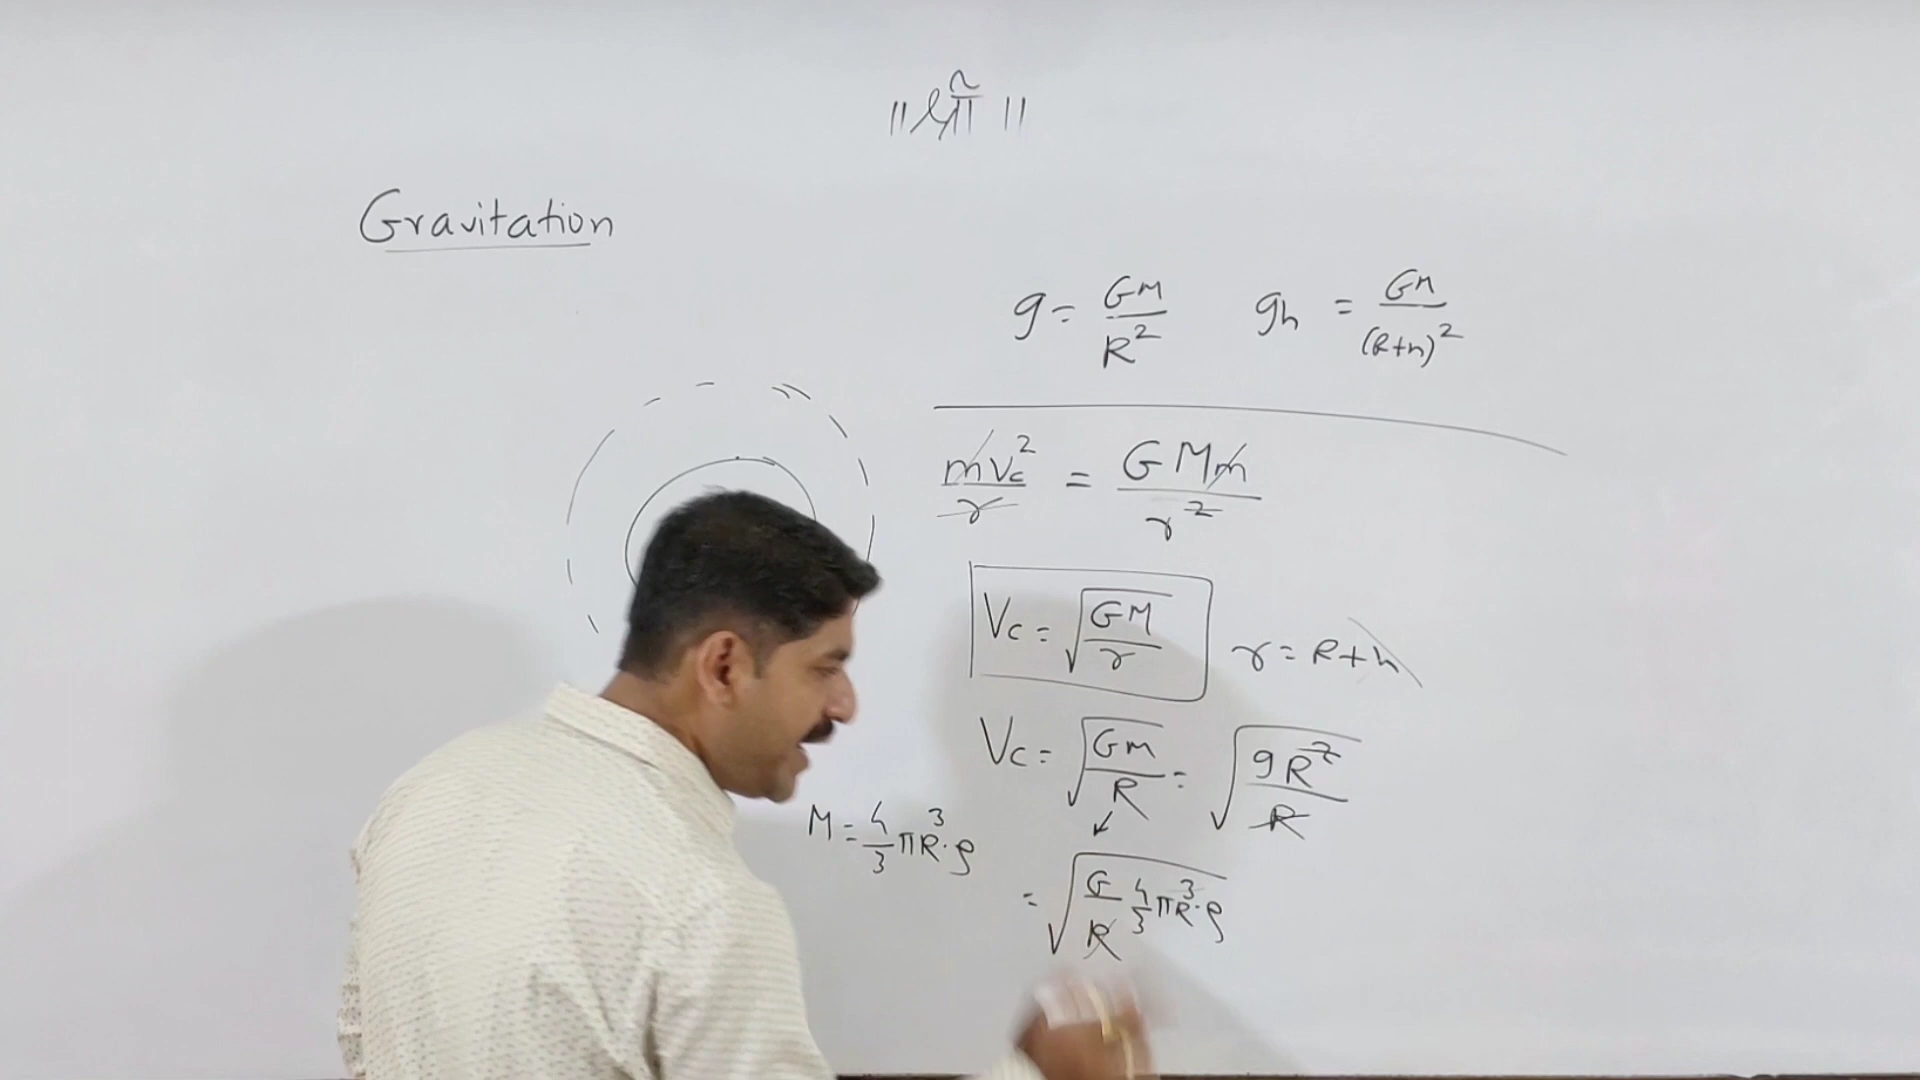 ॥ श्री ॥
Gravitation
g = GM/R² gh = GM/(R+h)²
mVc²/r = GMm/r²
Vc = √(GM/r) r = R+h
Vc = √(GM/R) = √(gR²/R)
M = 4/3 πR³·ρ
= √(G/R 4/3 πR³·ρ)